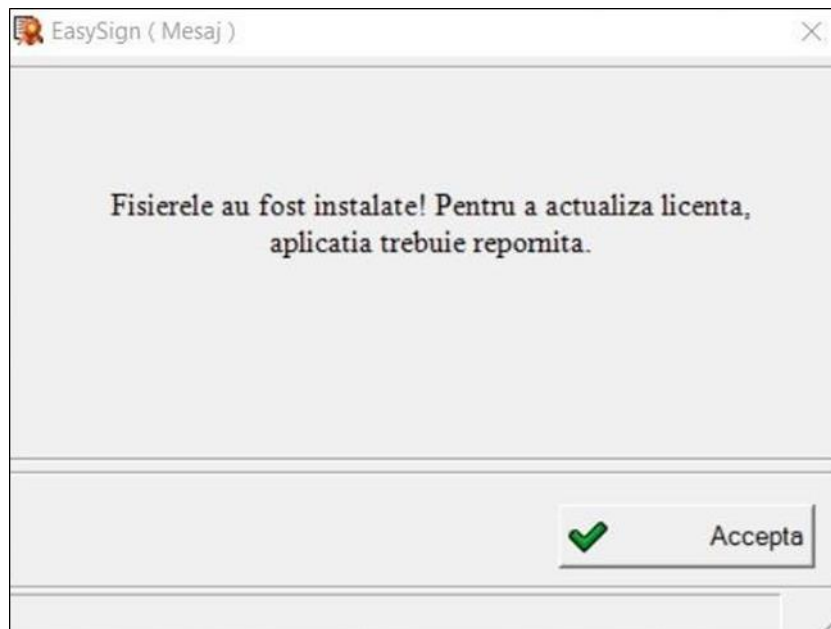 EasySign ( Mesaj )
Fisierele au fost instalate! Pentru a actualiza licenta,
aplicatia trebuie repornita.
Accepta